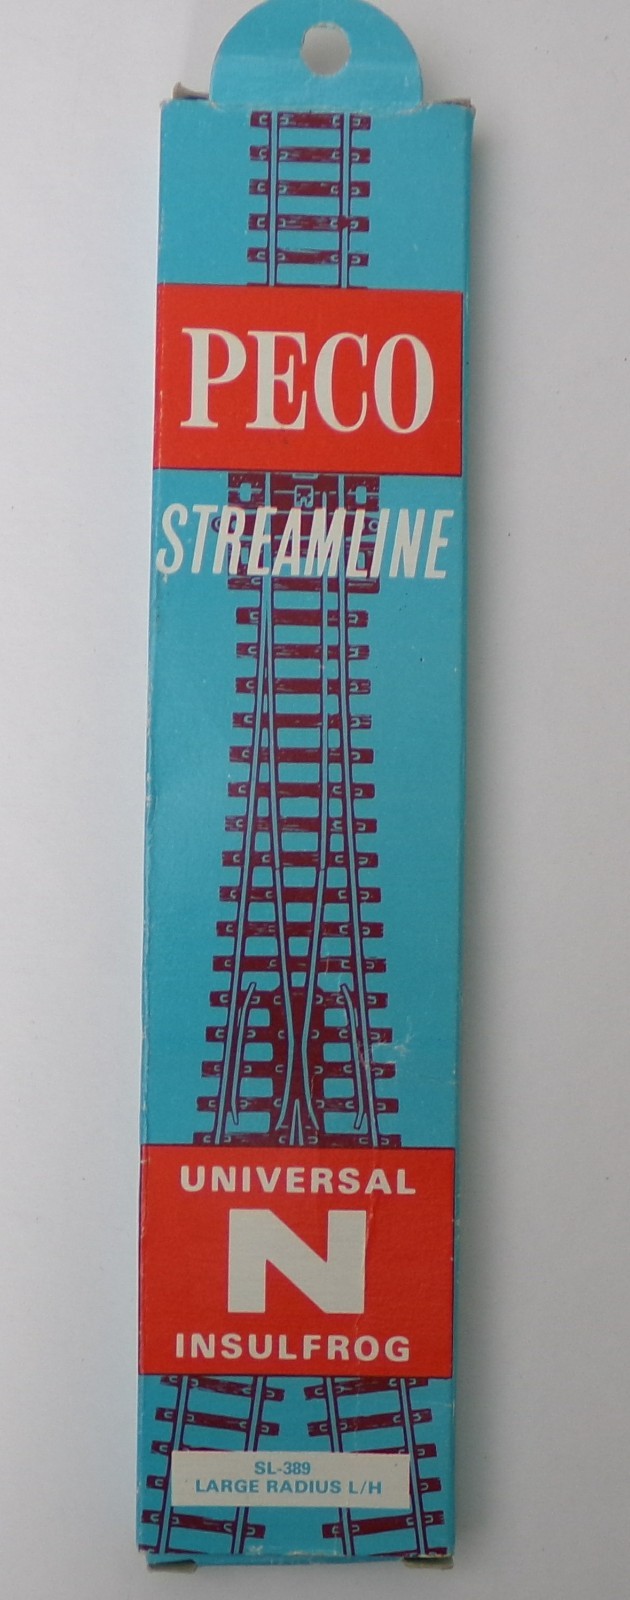 PECO
STREAMLINE
UNIVERSAL
N
INSULFROG
SL-389
LARGE RADIUS L/H